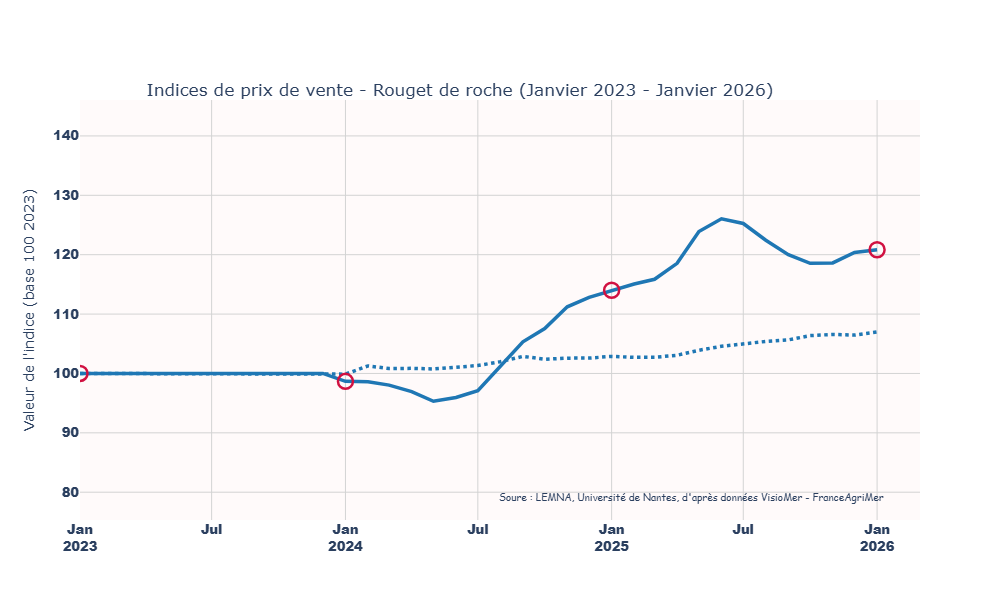 Indices de prix de vente - Rouget de roche (Janvier 2023 - Janvier 2026)
Valeur de l'indice (base 100 2023)
140
130
120
110
100
90
80
Soure : LEMNA, Université de Nantes, d'après données VisioMer - FranceAgriMer
Jan Jul Jan Jul Jan Jul Jan
2023 2024 2025 2026